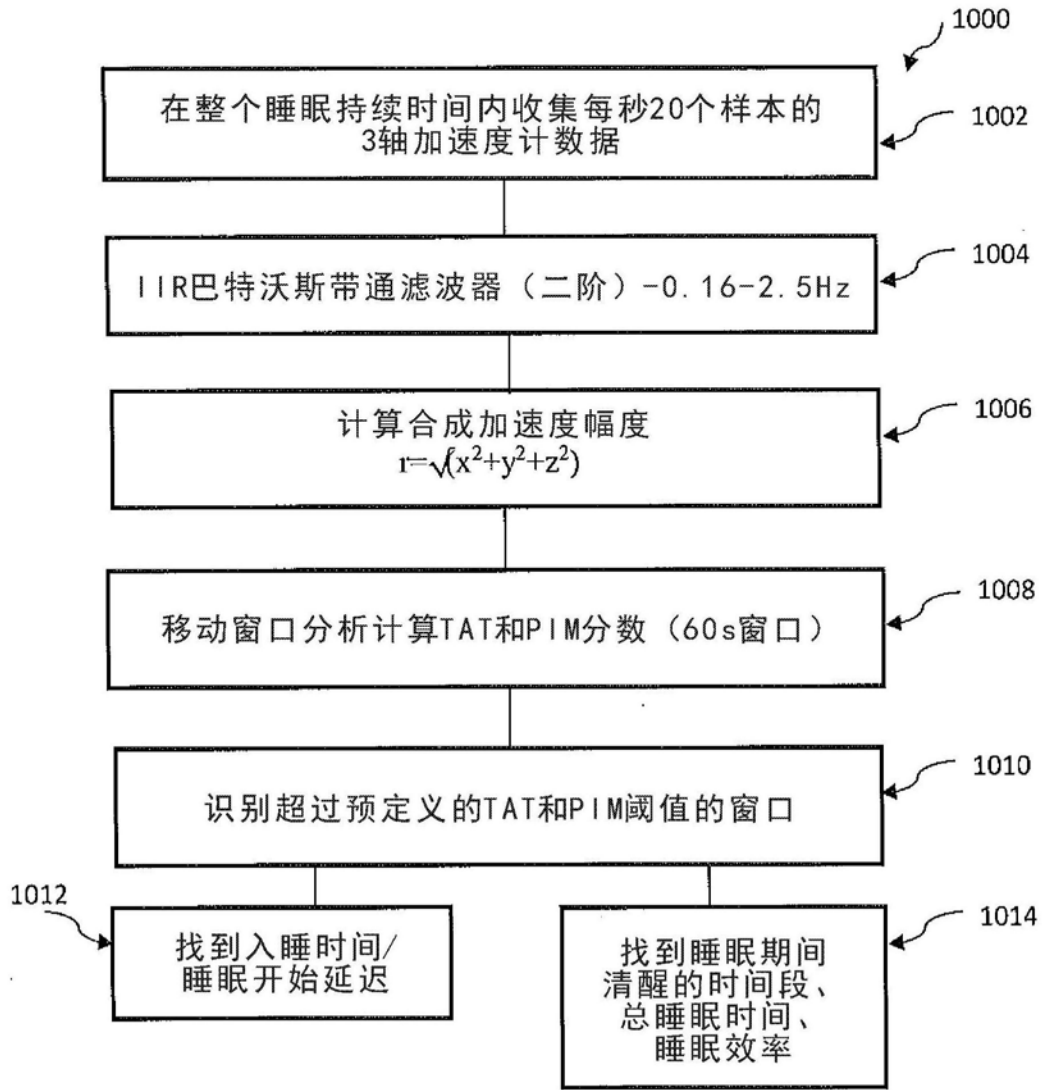 1000
在整个睡眠持续时间内收集每秒20个样本的
3轴加速度计数据
1002
IIR巴特沃斯带通滤波器（二阶）-0.16-2.5Hz
1004
计算合成加速度幅度
r=√(x²+y²+z²)
1006
移动窗口分析计算TAT和PIM分数（60s窗口）
1008
识别超过预定义的TAT和PIM阈值的窗口
1010
1012
找到入睡时间/
睡眠开始延迟
找到睡眠期间
清醒的时间段、
总睡眠时间、
睡眠效率
1014